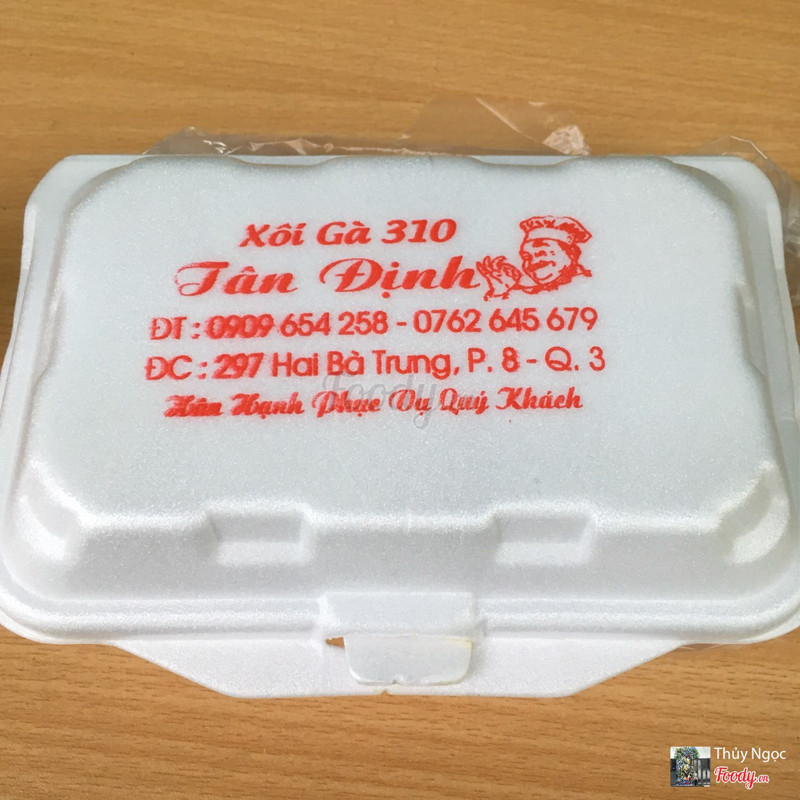 Xôi Gà 310
Tân Định
ĐT : 0909 654 258 - 0762 645 679
ĐC : 297 Hai Bà Trung, P. 8 - Q. 3
Hân Hạnh Phục Vụ Quý Khách
Foody
Thủy Ngọc
Foody.vn